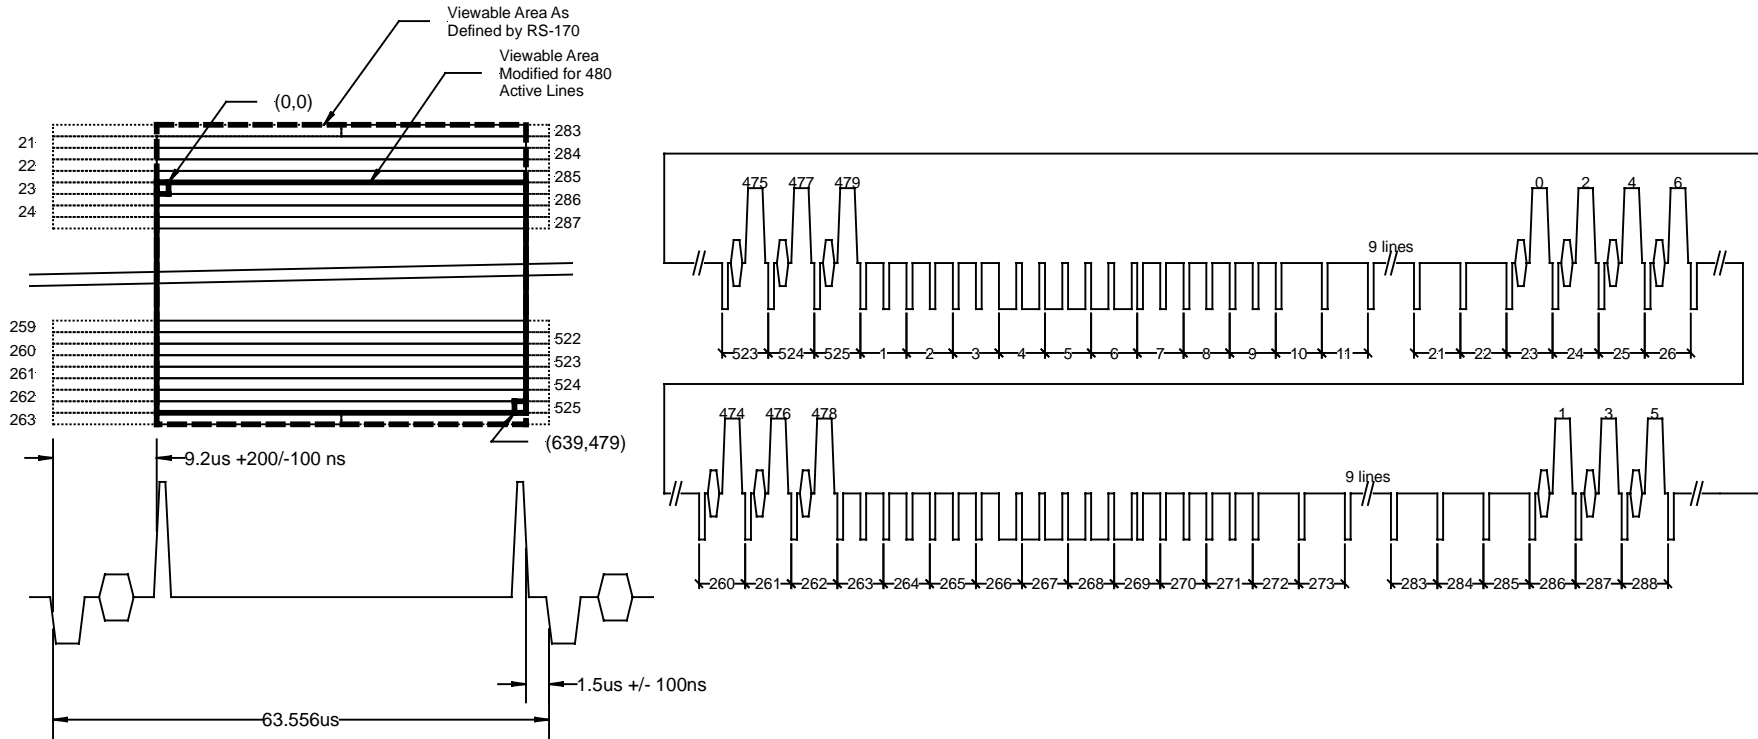 Viewable Area As
Defined by RS-170
Viewable Area
Modified for 480
Active Lines
(0,0)
21
22
23
24
283
284
285
286
287
259
260
261
262
263
522
523
524
525
(639,479)
9.2us +200/-100 ns
1.5us +/- 100ns
63.556us
475 477 479 0 2 4 6
9 lines
523 524 525 1 2 3 4 5 6 7 8 9 10 11 21 22 23 24 25 26
474 476 478 1 3 5
9 lines
260 261 262 263 264 265 266 267 268 269 270 271 272 273 283 284 285 286 287 288